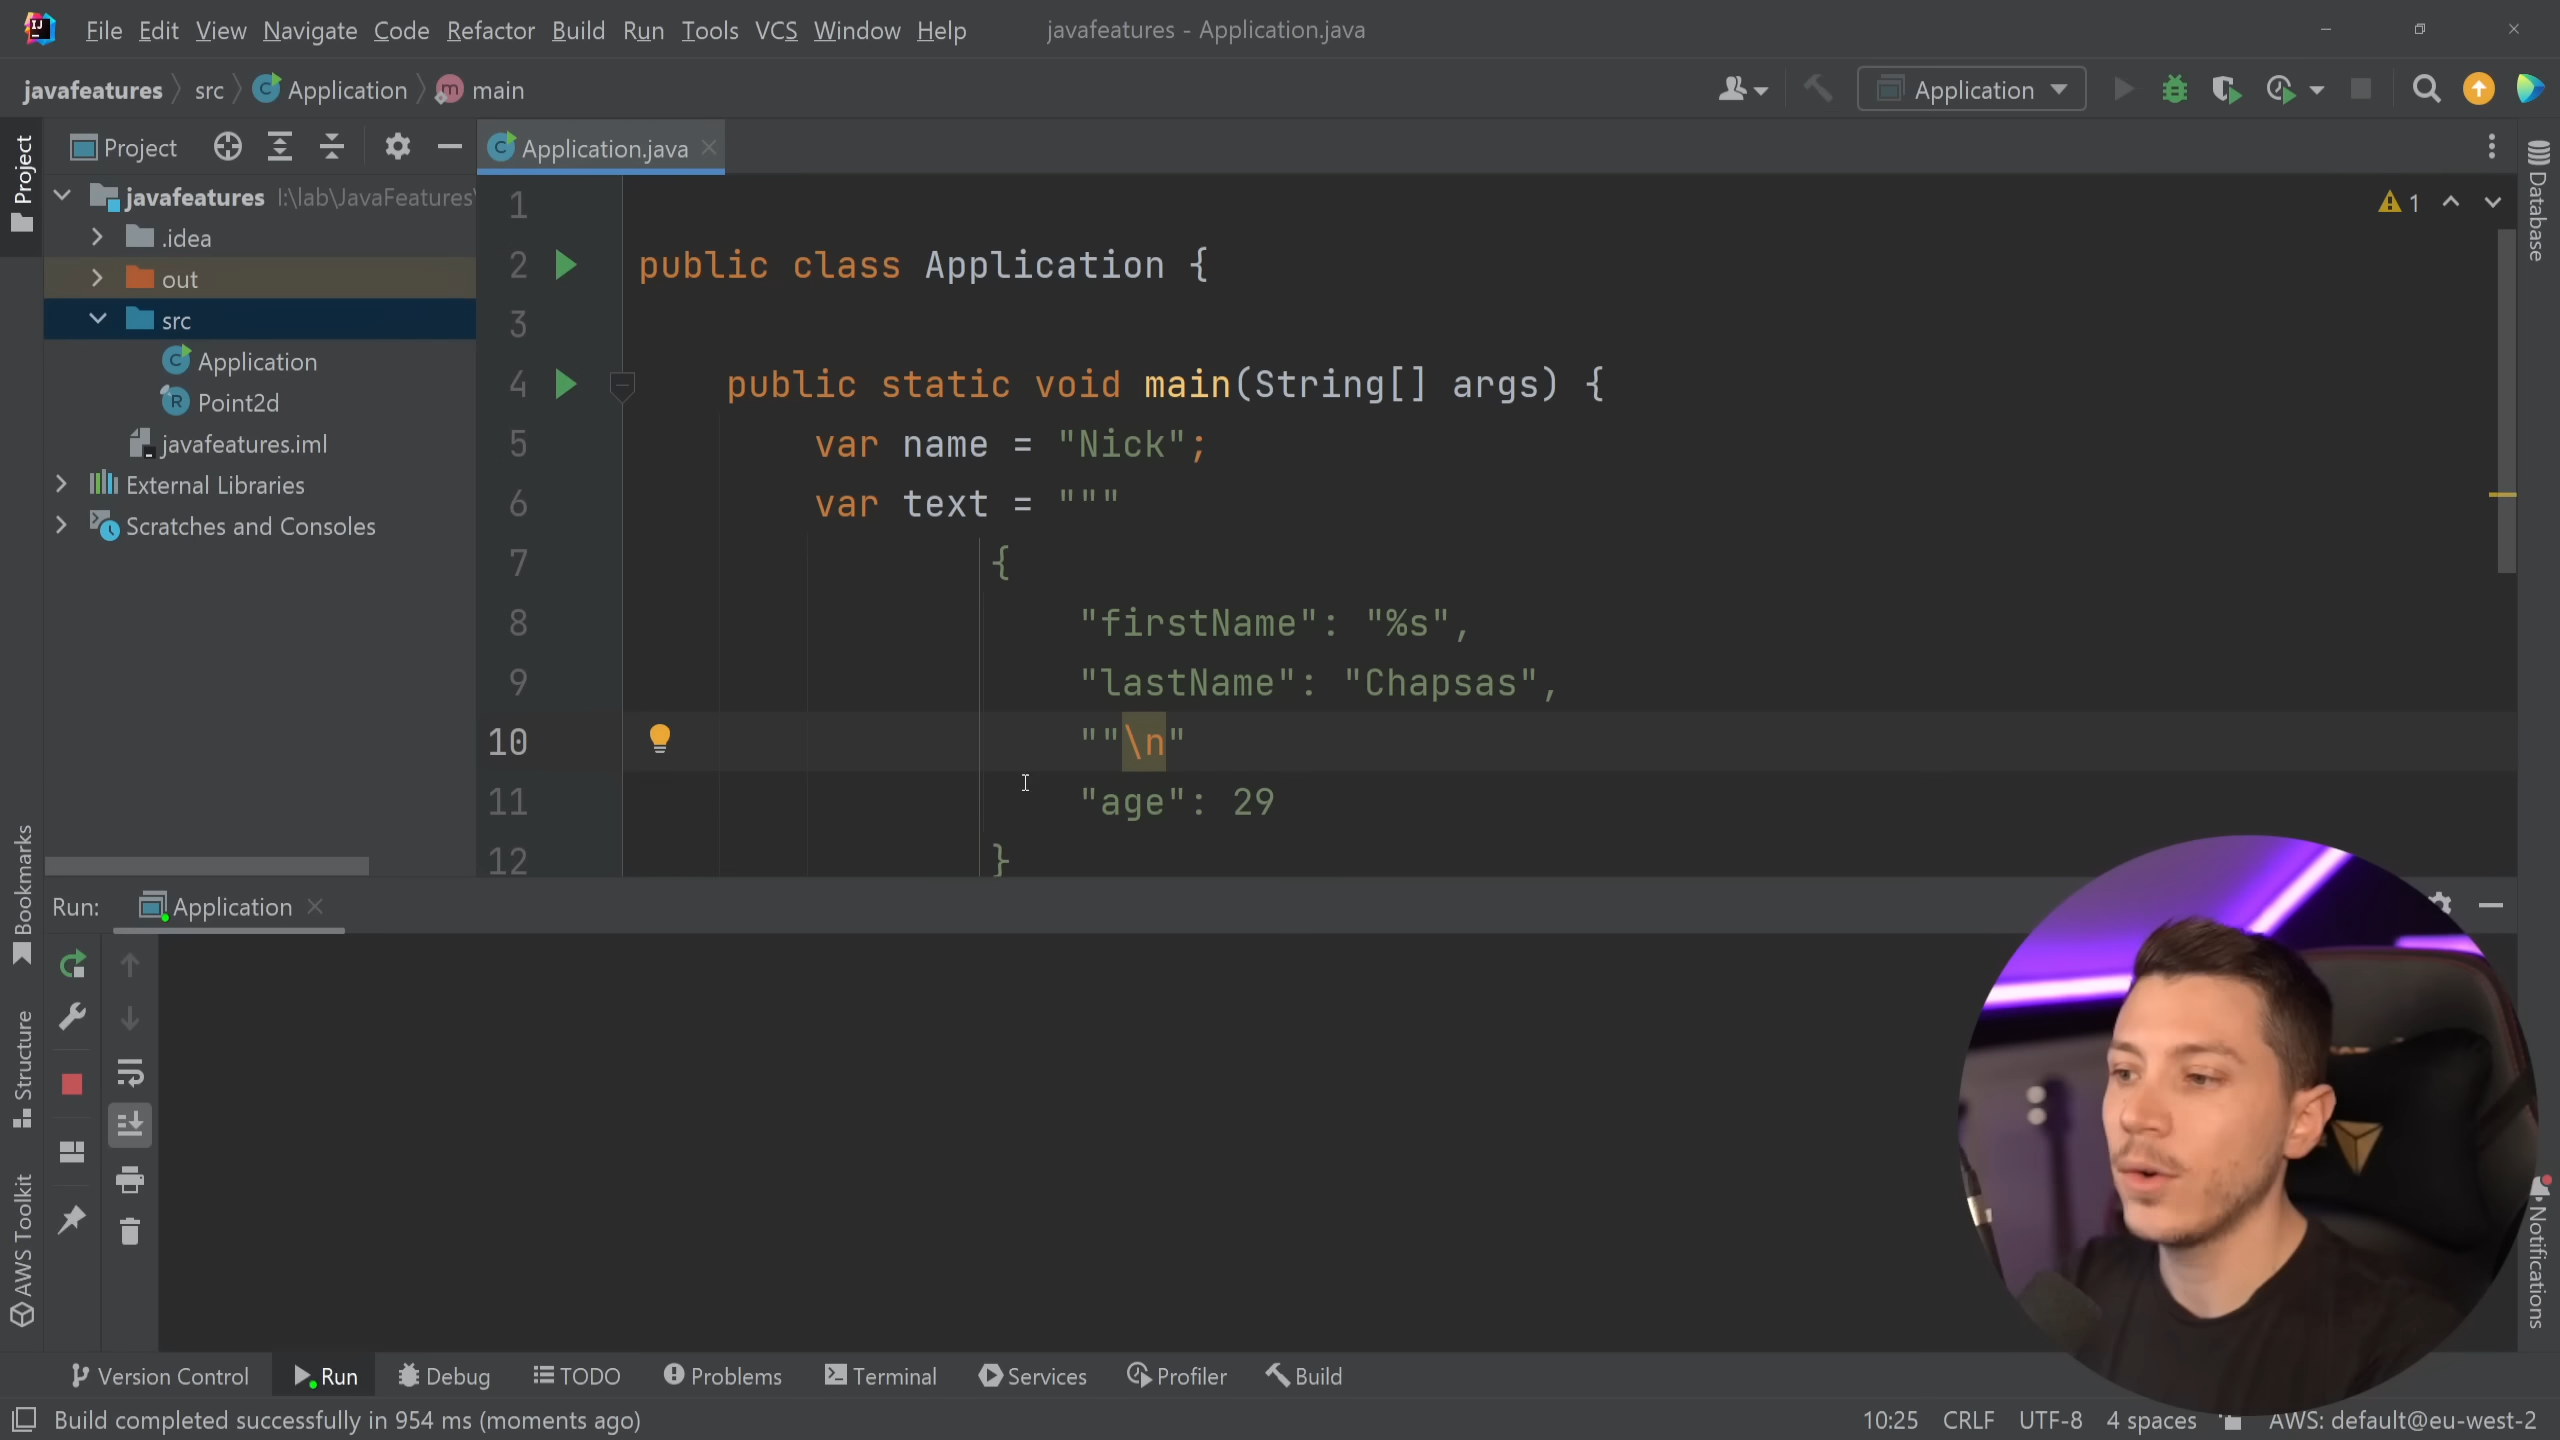 File Edit View Navigate Code Refactor Build Run Tools VCS Window Help javafeatures - Application.java
javafeatures src Application main Application
Project Application.java
javafeatures I:\lab\JavaFeatures\
.idea
out
src
Application
Point2d
javafeatures.iml
External Libraries
Scratches and Consoles
Project
Bookmarks
Structure
AWS Toolkit
1
2 public class Application {
3
4 public static void main(String[] args) {
5 var name = "Nick";
6 var text = """
7 {
8 "firstName": "%s",
9 "lastName": "Chapsas",
10 ""\n"
11 "age": 29
12 }
1
Database
Notifications
Run: Application
Version Control Run Debug TODO Problems Terminal Services Profiler Build
Build completed successfully in 954 ms (moments ago) 10:25 CRLF UTF-8 4 spaces AWS: default@eu-west-2